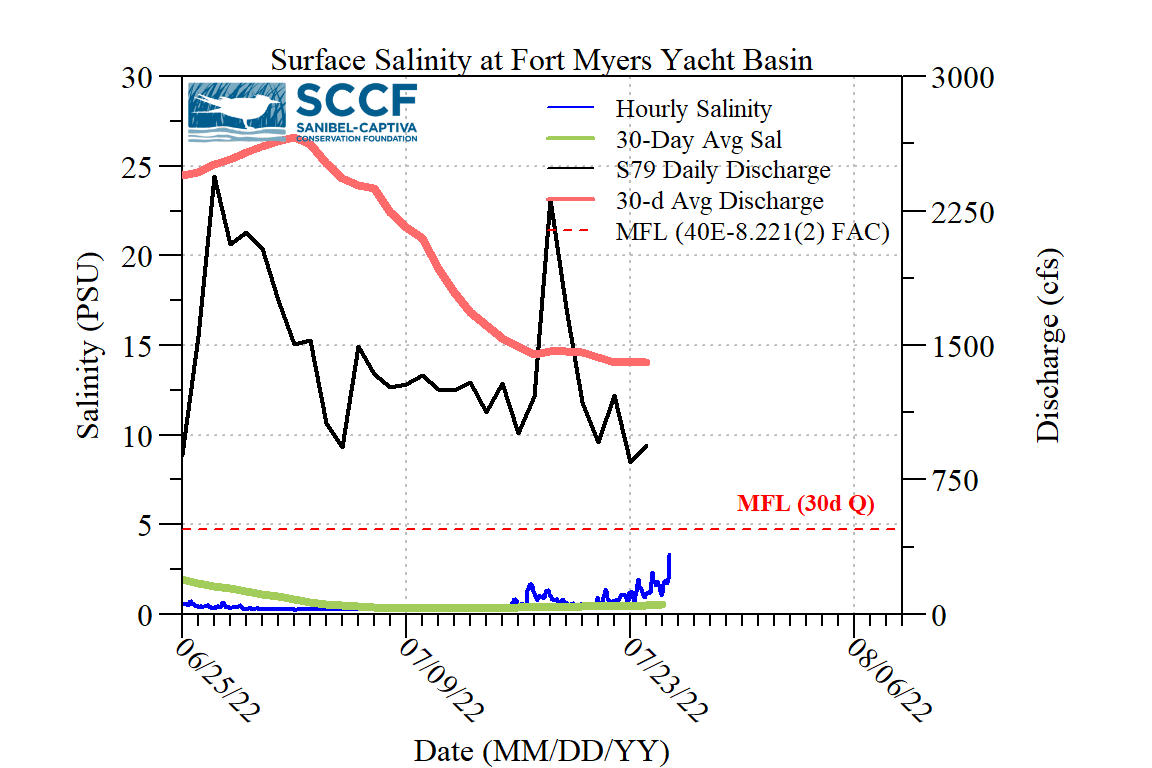 Surface Salinity at Fort Myers Yacht Basin
SCCF
SANIBEL-CAPTIVA
CONSERVATION FOUNDATION
Hourly Salinity
30-Day Avg Sal
S79 Daily Discharge
30-d Avg Discharge
MFL (40E-8.221(2) FAC)
30
25
20
15
10
5
0
Salinity (PSU)
3000
2250
1500
750
0
Discharge (cfs)
MFL (30d Q)
06/25/22
07/09/22
07/23/22
08/06/22
Date (MM/DD/YY)